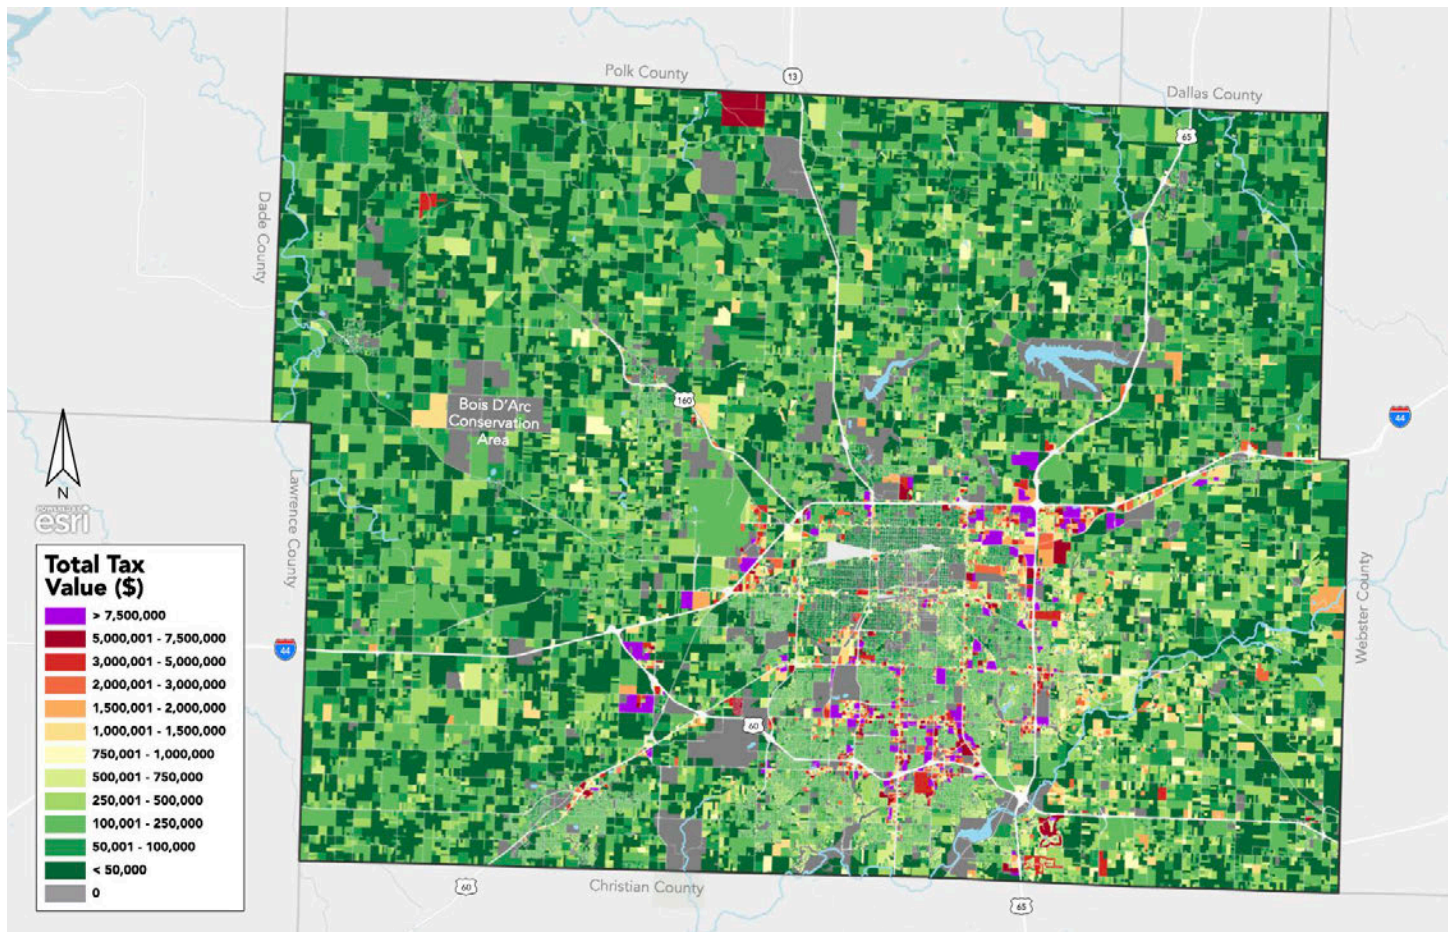 Polk County
13
Dallas County
65
Dade County
160
Bois D'Arc
Conservation
Area
44
N
POWERED BY
esri
Lawrence County
Total Tax
Value ($)
> 7,500,000
5,000,001 - 7,500,000
3,000,001 - 5,000,000
2,000,001 - 3,000,000
1,500,001 - 2,000,000
1,000,001 - 1,500,000
750,001 - 1,000,000
500,001 - 750,000
250,001 - 500,000
100,001 - 250,000
50,001 - 100,000
< 50,000
0
44
60
Webster County
60
Christian County
65